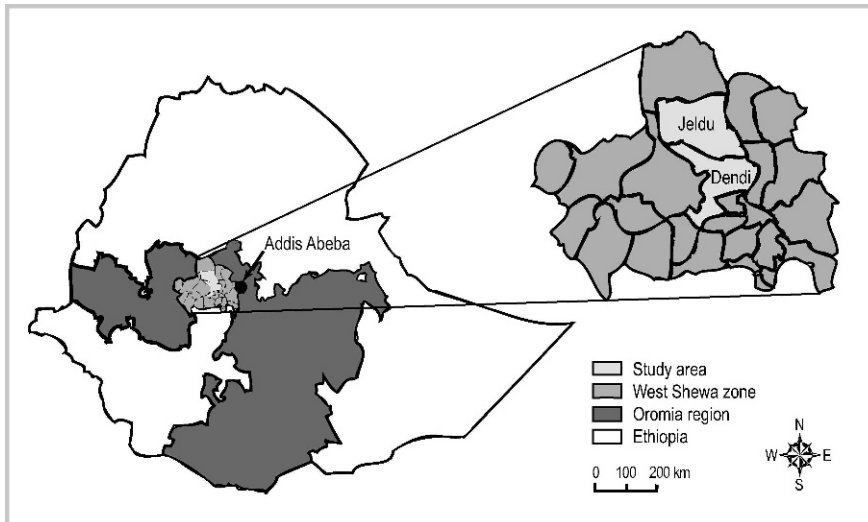 Jeldu
Dendi
Addis Abeba
Study area
West Shewa zone
Oromia region
Ethiopia
N
W E
S
0 100 200 km